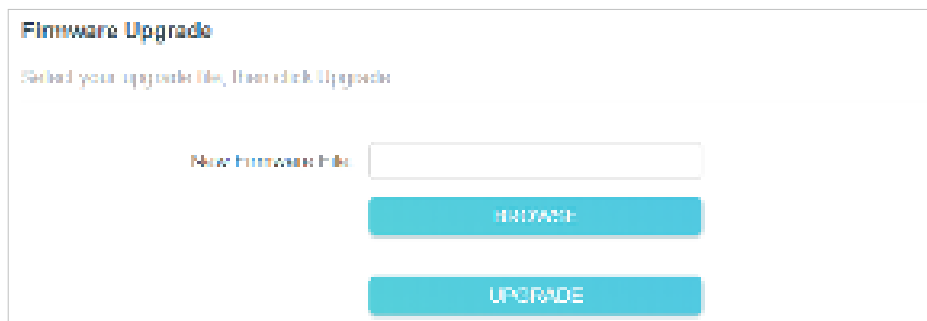 Firmware Upgrade
Select your upgrade file, then click Upgrade
New Firmware File:
BROWSE
UPGRADE